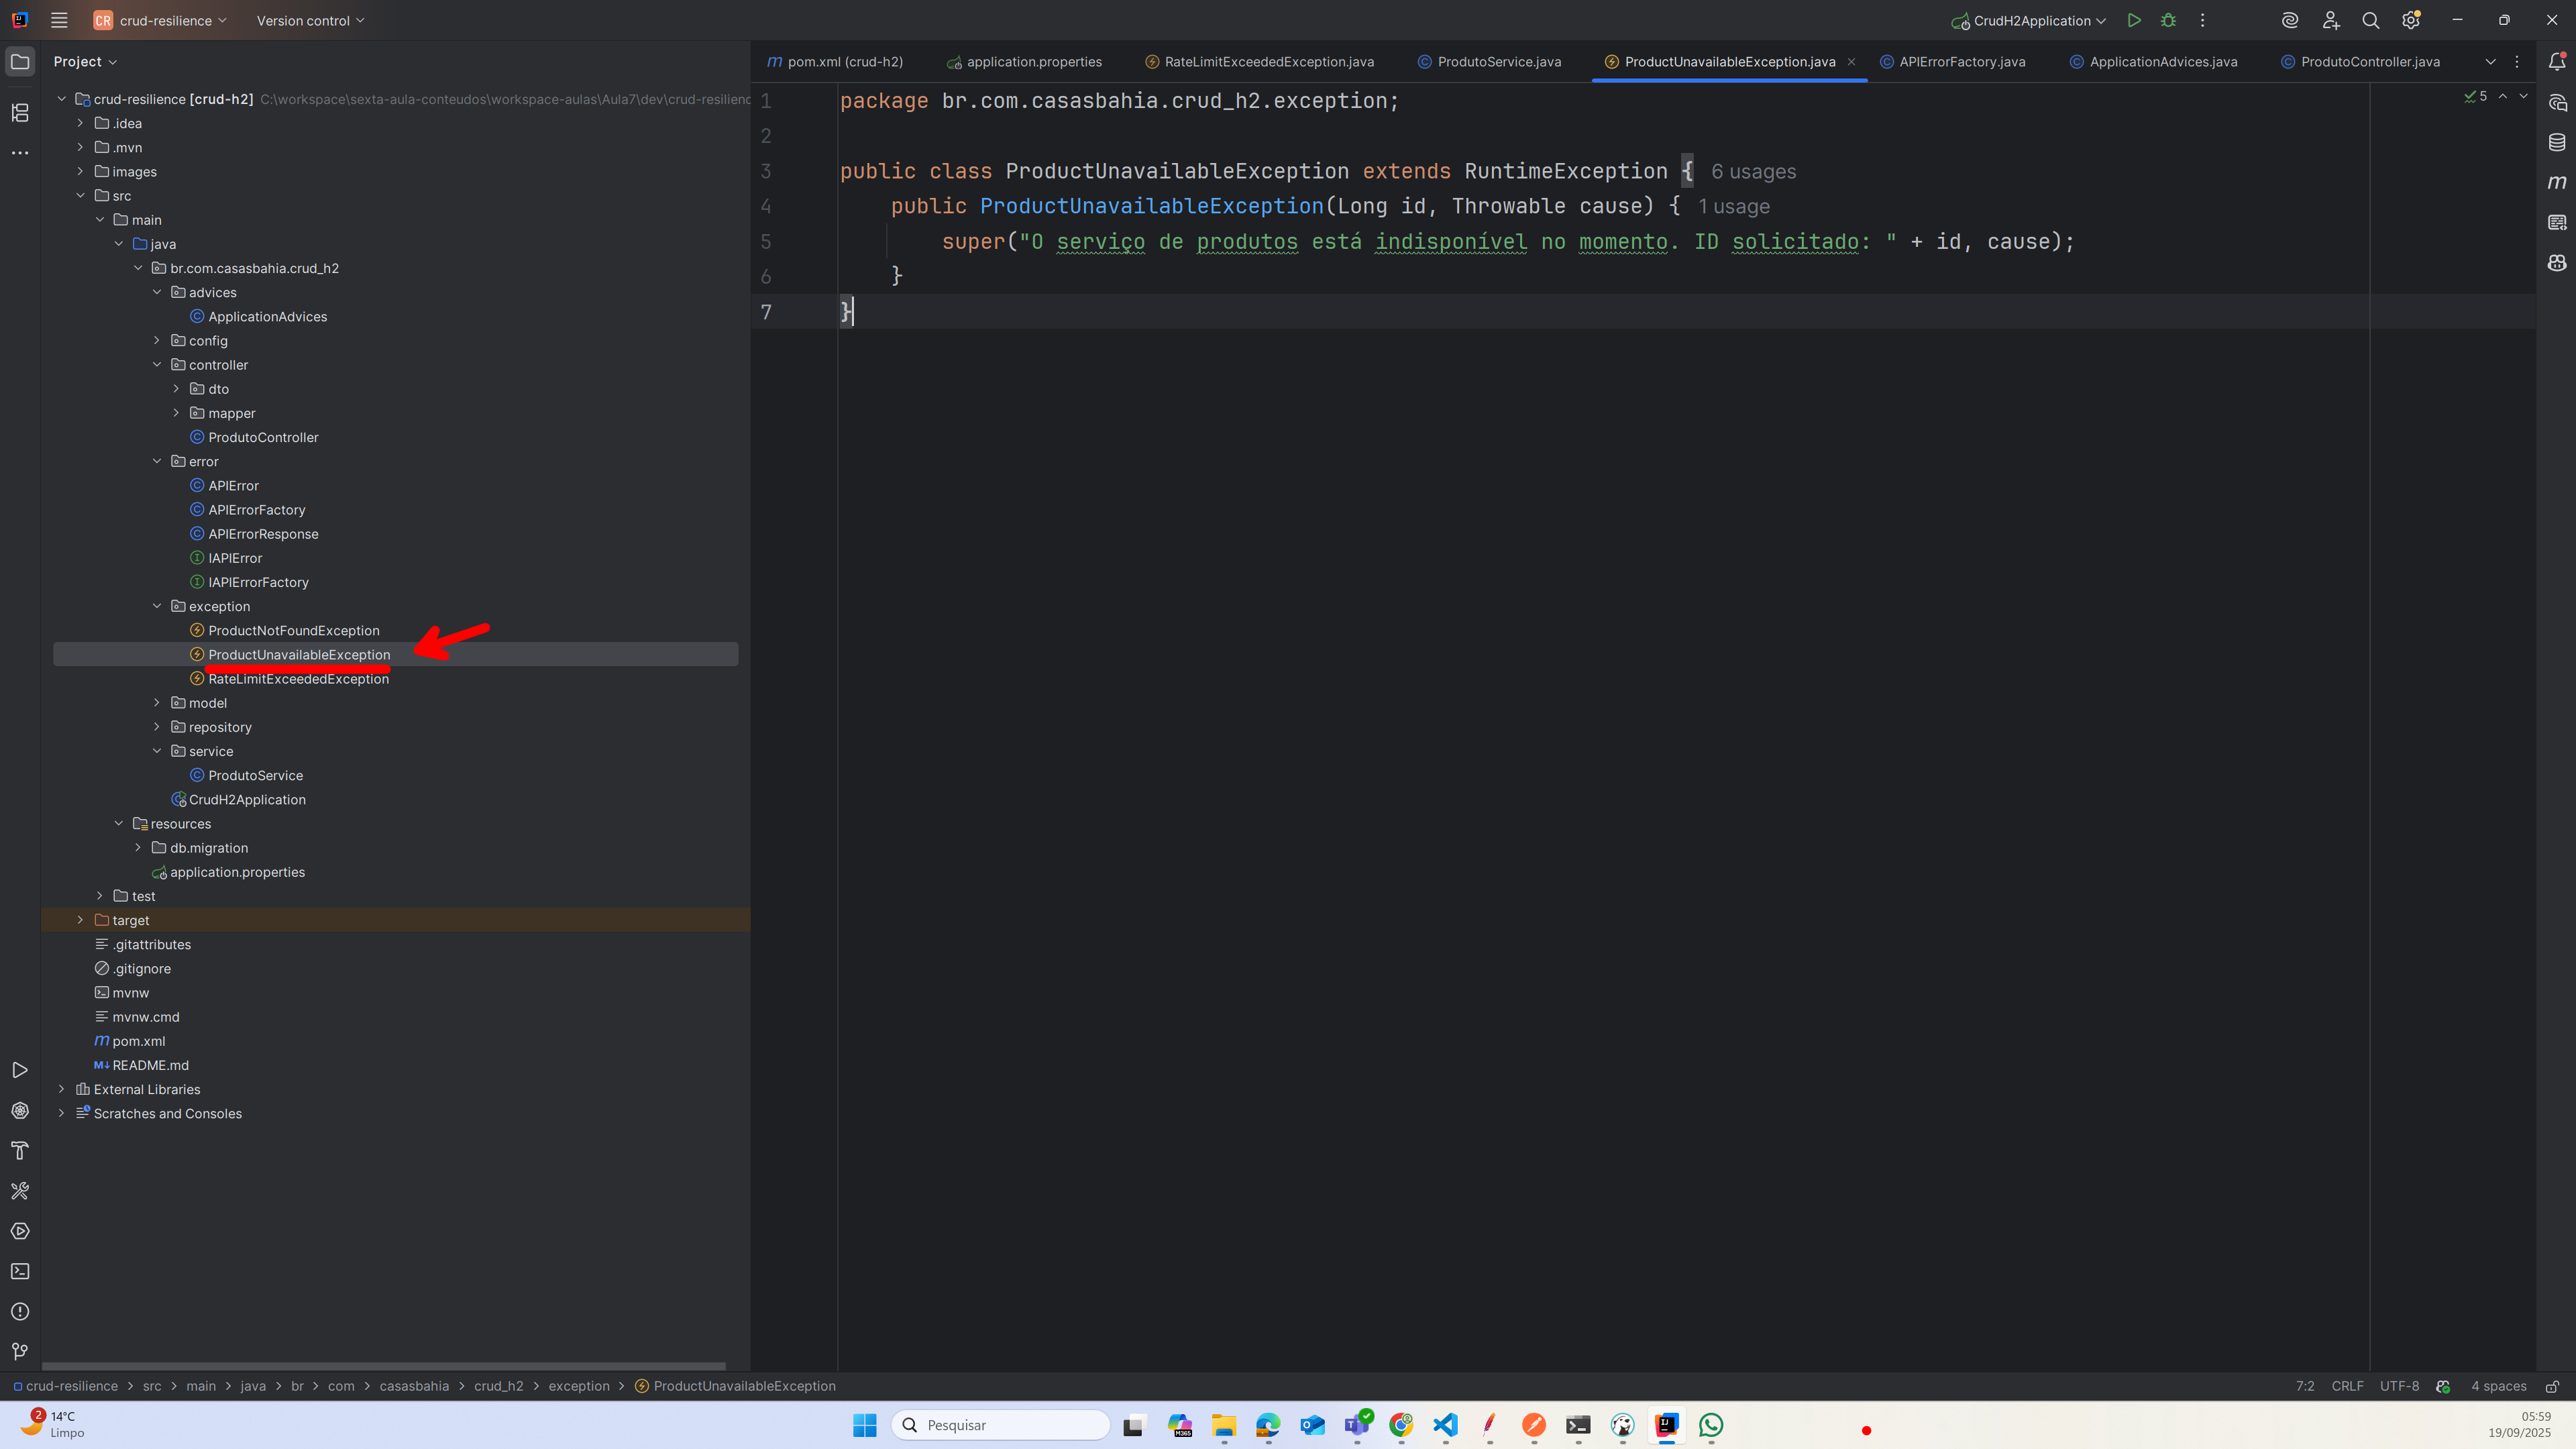 CR crud-resilience Version control CrudH2Application
Project
pom.xml (crud-h2) application.properties RateLimitExceededException.java ProdutoService.java ProductUnavailableException.java APIErrorFactory.java ApplicationAdvices.java ProdutoController.java
crud-resilience [crud-h2] C:\workspace\sexta-aula-conteudos\workspace-aulas\Aula7\dev\crud-resilienc
.idea
.mvn
images
src
main
java
br.com.casasbahia.crud_h2
advices
ApplicationAdvices
config
controller
dto
mapper
ProdutoController
error
APIError
APIErrorFactory
APIErrorResponse
IAPIError
IAPIErrorFactory
exception
ProductNotFoundException
ProductUnavailableException
RateLimitExceededException
model
repository
service
ProdutoService
CrudH2Application
resources
db.migration
application.properties
test
target
.gitattributes
.gitignore
mvnw
mvnw.cmd
pom.xml
README.md
External Libraries
Scratches and Consoles
1 package br.com.casasbahia.crud_h2.exception;
2
3 public class ProductUnavailableException extends RuntimeException { 6 usages
4 public ProductUnavailableException(Long id, Throwable cause) { 1 usage
5 super("O serviço de produtos está indisponível no momento. ID solicitado: " + id, cause);
6 }
7 }
5
crud-resilience > src > main > java > br > com > casasbahia > crud_h2 > exception > ProductUnavailableException
7:2 CRLF UTF-8 4 spaces
2 14°C
Limpo
Pesquisar
M365
05:59
19/09/2025